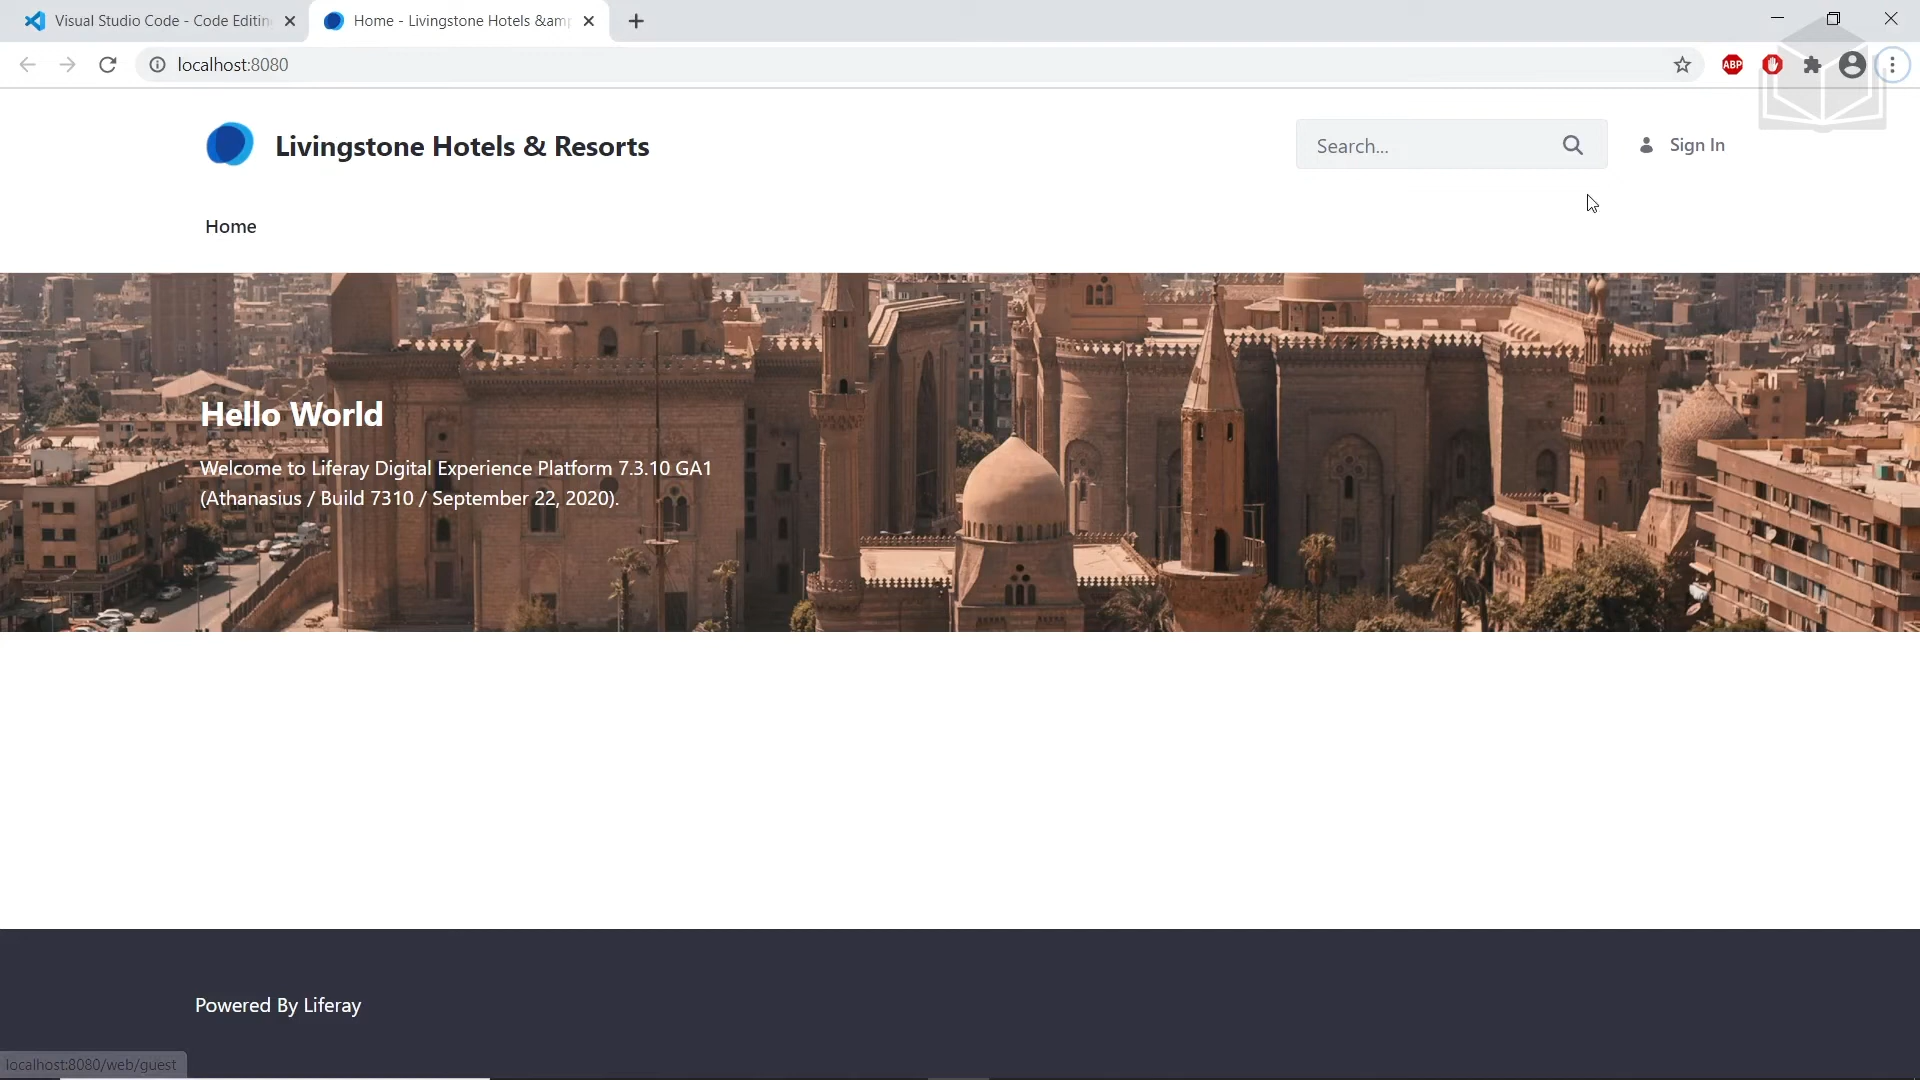 Visual Studio Code - Code Editin
Home - Livingstone Hotels &amp
localhost:8080
ABP
Livingstone Hotels & Resorts
Search...
Sign In
Home
Hello World
Welcome to Liferay Digital Experience Platform 7.3.10 GA1
(Athanasius / Build 7310 / September 22, 2020).
Powered By Liferay
localhost:8080/web/guest